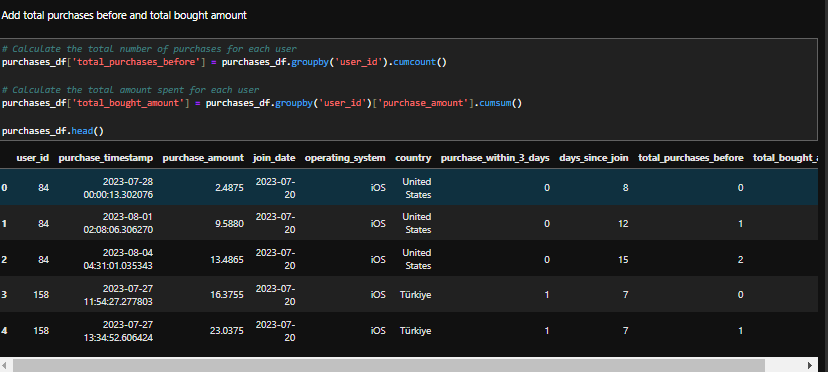 Add total purchases before and total bought amount
# Calculate the total number of purchases for each user
purchases_df['total_purchases_before'] = purchases_df.groupby('user_id').cumcount()
# Calculate the total amount spent for each user
purchases_df['total_bought_amount'] = purchases_df.groupby('user_id')['purchase_amount'].cumsum()
purchases_df.head()
user_id purchase_timestamp purchase_amount join_date operating_system country purchase_within_3_days days_since_join total_purchases_before total_bought_a
0 84 2023-07-28 00:00:13.302076 2.4875 2023-07-20 iOS United States 0 8 0
1 84 2023-08-01 02:08:06.306270 9.5880 2023-07-20 iOS United States 0 12 1
2 84 2023-08-04 04:31:01.035343 13.4865 2023-07-20 iOS United States 0 15 2
3 158 2023-07-27 11:54:27.277803 16.3755 2023-07-20 iOS Türkiye 1 7 0
4 158 2023-07-27 13:34:52.606424 23.0375 2023-07-20 iOS Türkiye 1 7 1